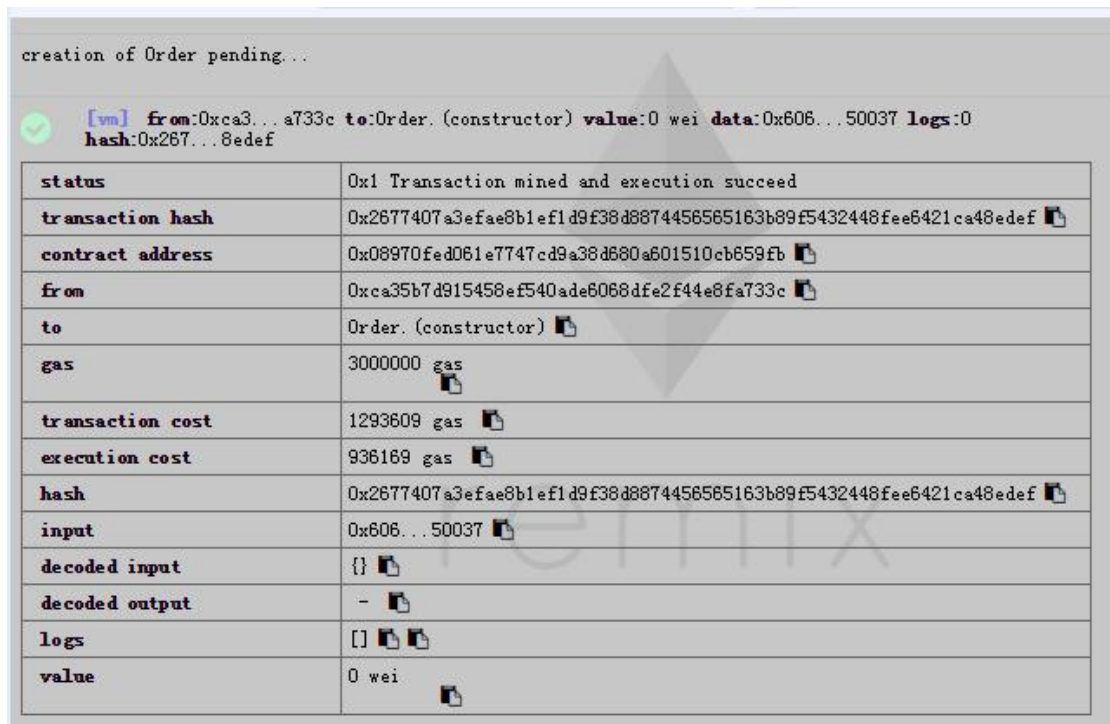 creation of Order pending...
[vm] from:0xca3...a733c to:Order.(constructor) value:0 wei data:0x606...50037 logs:0
hash:0x267...8edef
status 0x1 Transaction mined and execution succeed
transaction hash 0x2677407a3efae8b1ef1d9f38d8874456565163b89f5432448fee6421ca48edef
contract address 0x08970fed061e7747cd9a38d680a601510cb659fb
from 0xca35b7d915458ef540ade6068dfe2f44e8fa733c
to Order.(constructor)
gas 3000000 gas
transaction cost 1293609 gas
execution cost 936169 gas
hash 0x2677407a3efae8b1ef1d9f38d8874456565163b89f5432448fee6421ca48edef
input 0x606...50037
decoded input {}
decoded output -
logs []
value 0 wei
remix